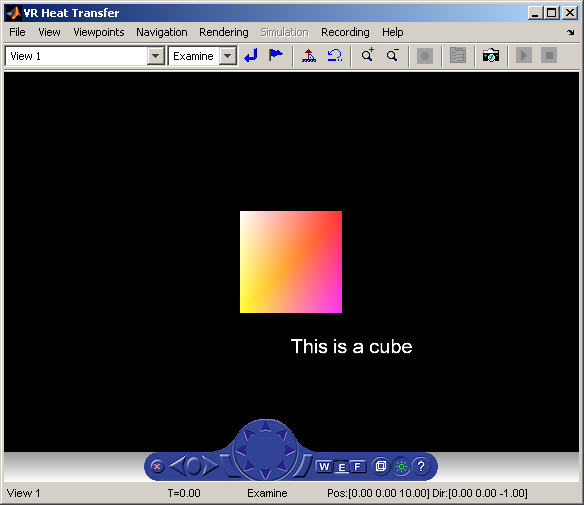 VR Heat Transfer
File View Viewpoints Navigation Rendering Simulation Recording Help
View 1 Examine
This is a cube
W E F ?
View 1 T=0.00 Examine Pos:[0.00 0.00 10.00] Dir:[0.00 0.00 -1.00]